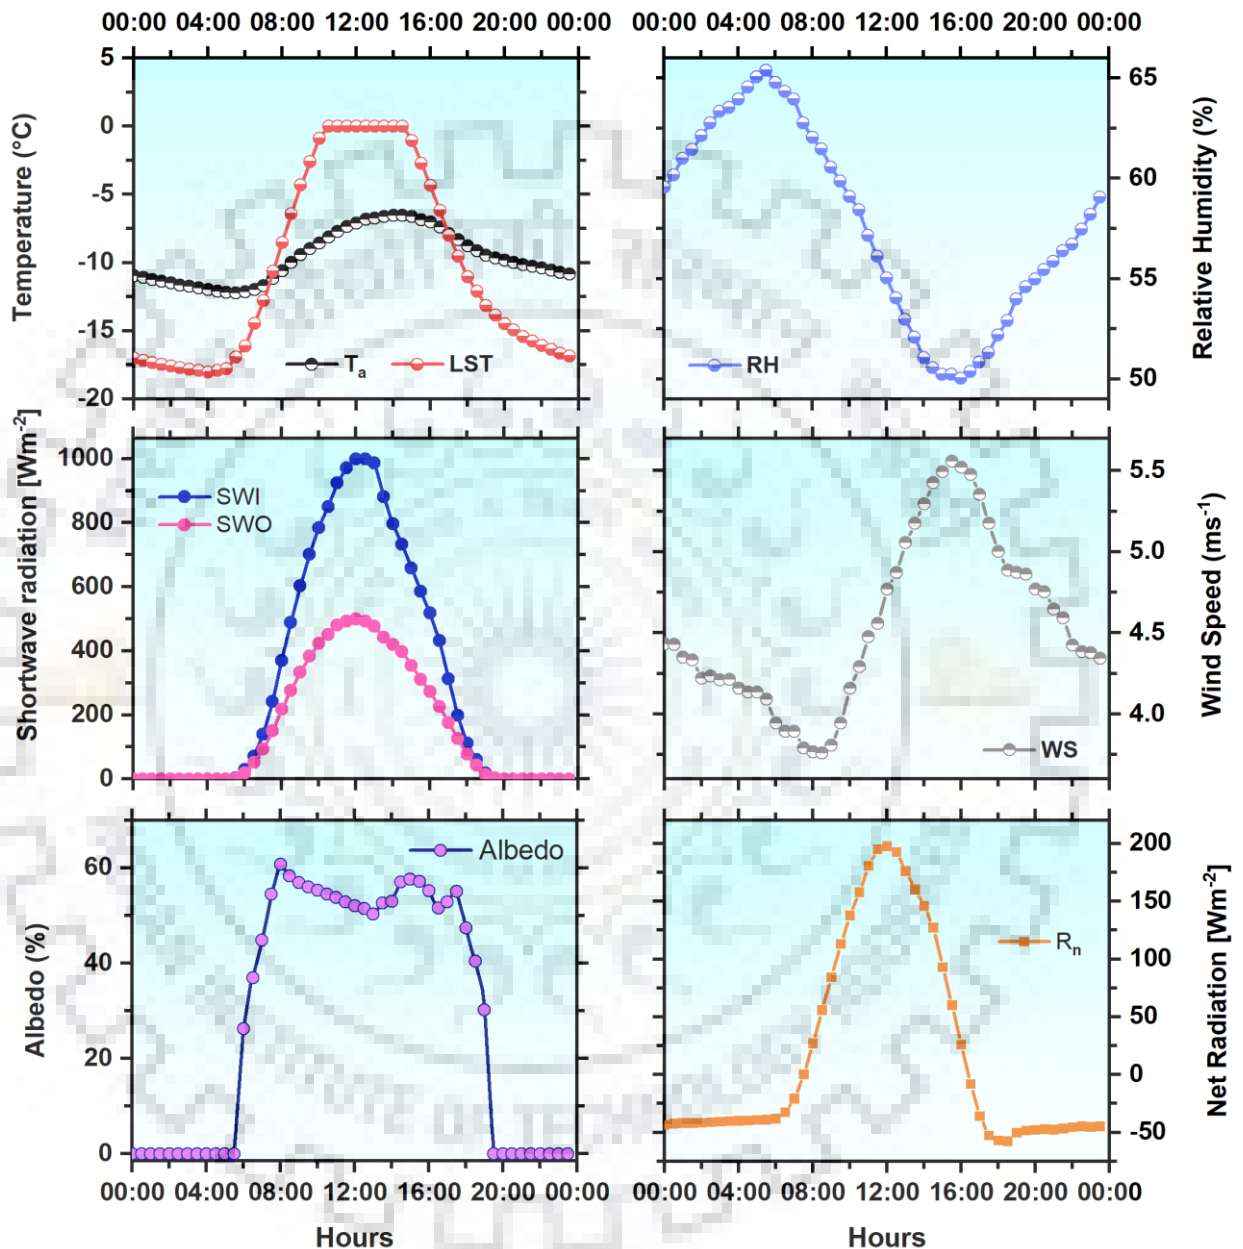 00:00 04:00 08:00 12:00 16:00 20:00 00:00
00:00 04:00 08:00 12:00 16:00 20:00 00:00
Temperature (°C)
5
0
-5
-10
-15
-20
Tₐ LST
Relative Humidity (%)
65
60
55
50
RH
Shortwave radiation [Wm⁻²]
1000
800
600
400
200
0
SWI
SWO
Wind Speed (ms⁻¹)
5.5
5.0
4.5
4.0
WS
Albedo (%)
60
40
20
0
Albedo
Net Radiation [Wm⁻²]
200
150
100
50
0
-50
Rₙ
00:00 04:00 08:00 12:00 16:00 20:00 00:00
00:00 04:00 08:00 12:00 16:00 20:00 00:00
Hours
Hours